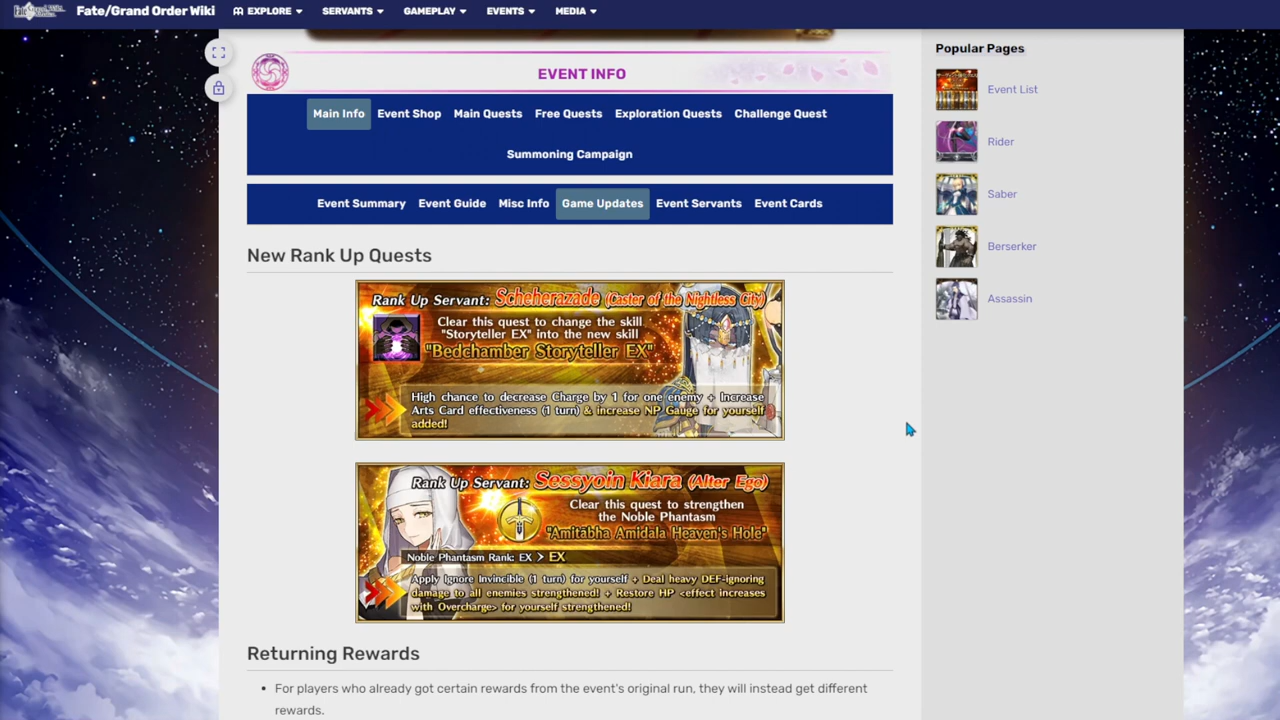 Fate/Grand Order Wiki EXPLORE SERVANTS GAMEPLAY EVENTS MEDIA
EVENT INFO
Main Info Event Shop Main Quests Free Quests Exploration Quests Challenge Quest
Summoning Campaign
Event Summary Event Guide Misc Info Game Updates Event Servants Event Cards
New Rank Up Quests
Rank Up Servant: Scheherazade (Caster of the Nightless City)
Clear this quest to change the skill
"Storyteller EX" into the new skill
"Bedchamber Storyteller EX"
High chance to decrease Charge by 1 for one enemy + Increase
Arts Card effectiveness (1 turn) & increase NP Gauge for yourself
added!
Rank Up Servant: Sessyoin Kiara (Alter Ego)
Clear this quest to strengthen
the Noble Phantasm
"Amitābha Amidala Heaven's Hole"
Noble Phantasm Rank: EX > EX
Apply Ignore Invincible (1 turn) for yourself + Deal heavy DEF-ignoring
damage to all enemies strengthened! + Restore HP <effect increases
with Overcharge> for yourself strengthened!
Returning Rewards
• For players who already got certain rewards from the event's original run, they will instead get different
rewards.
Popular Pages
Event List
Rider
Saber
Berserker
Assassin